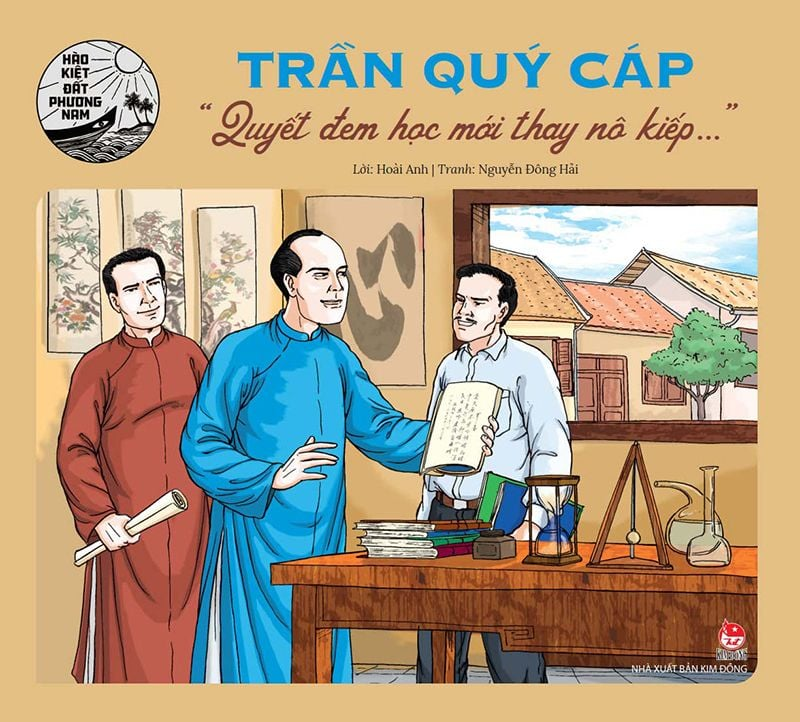 HÀO
KIỆT
ĐẤT
PHƯƠNG
NAM
TRẦN QUÝ CÁP
“Quyết đem học mới thay nô kiếp...”
Lời: Hoài Anh | Tranh: Nguyễn Đông Hải
KIM ĐỒNG
NHÀ XUẤT BẢN KIM ĐỒNG